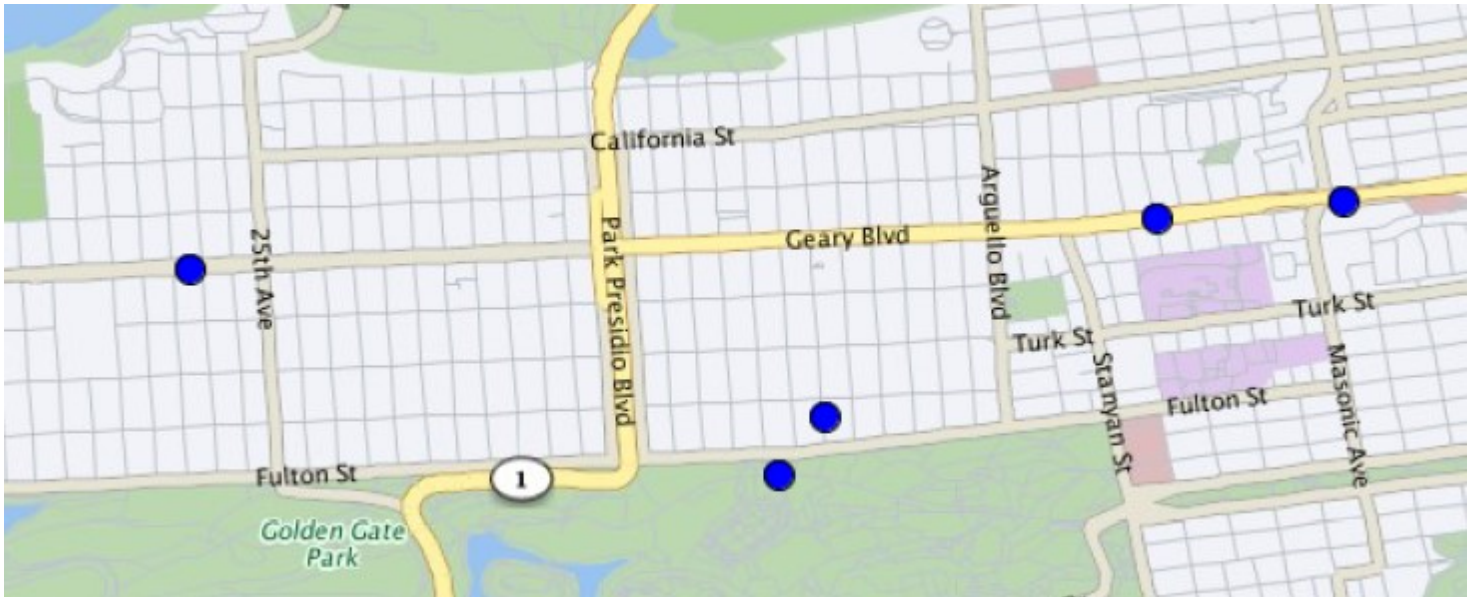 California St
Arguello Blvd
25th Ave
Park Presidio Blvd
Geary Blvd
Turk St
Turk St
Stanyan St
Masonic Ave
Fulton St
Fulton St
1
Golden Gate
Park